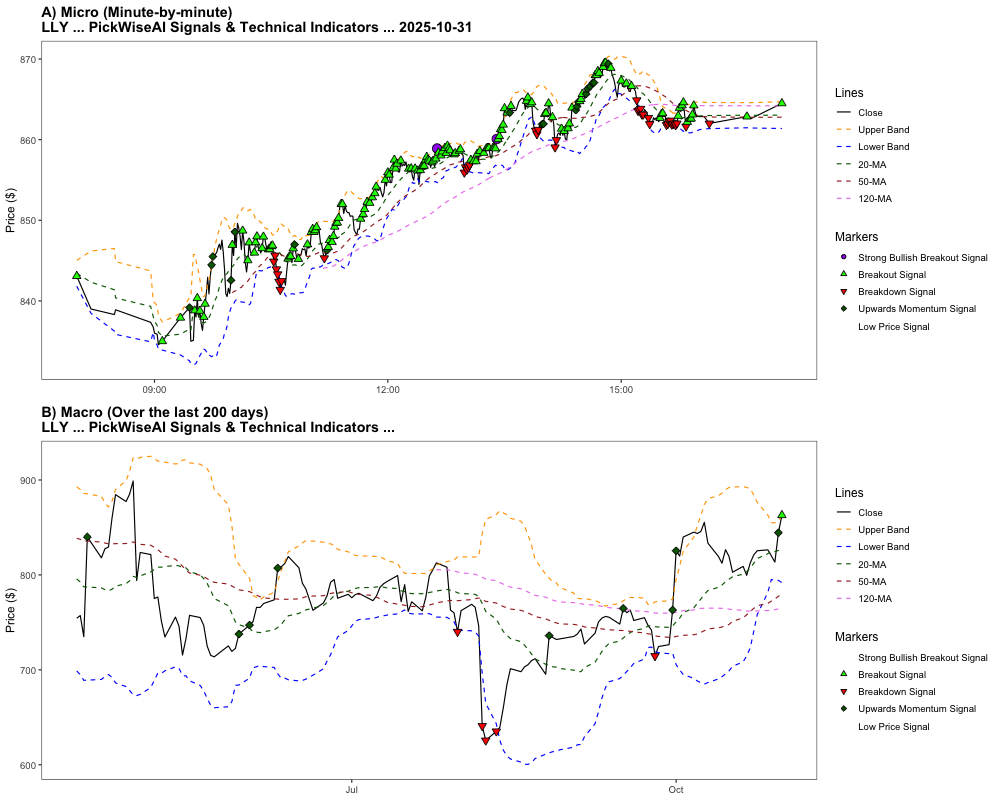 A) Micro (Minute-by-minute)
LLY ... PickWiseAI Signals & Technical Indicators ... 2025-10-31
Price ($)
870
860
850
840
09:00
12:00
15:00
Lines
Close
Upper Band
Lower Band
20-MA
50-MA
120-MA
Markers
Strong Bullish Breakout Signal
Breakout Signal
Breakdown Signal
Upwards Momentum Signal
Low Price Signal
B) Macro (Over the last 200 days)
LLY ... PickWiseAI Signals & Technical Indicators ...
Price ($)
900
800
700
600
Jul
Oct
Lines
Close
Upper Band
Lower Band
20-MA
50-MA
120-MA
Markers
Strong Bullish Breakout Signal
Breakout Signal
Breakdown Signal
Upwards Momentum Signal
Low Price Signal